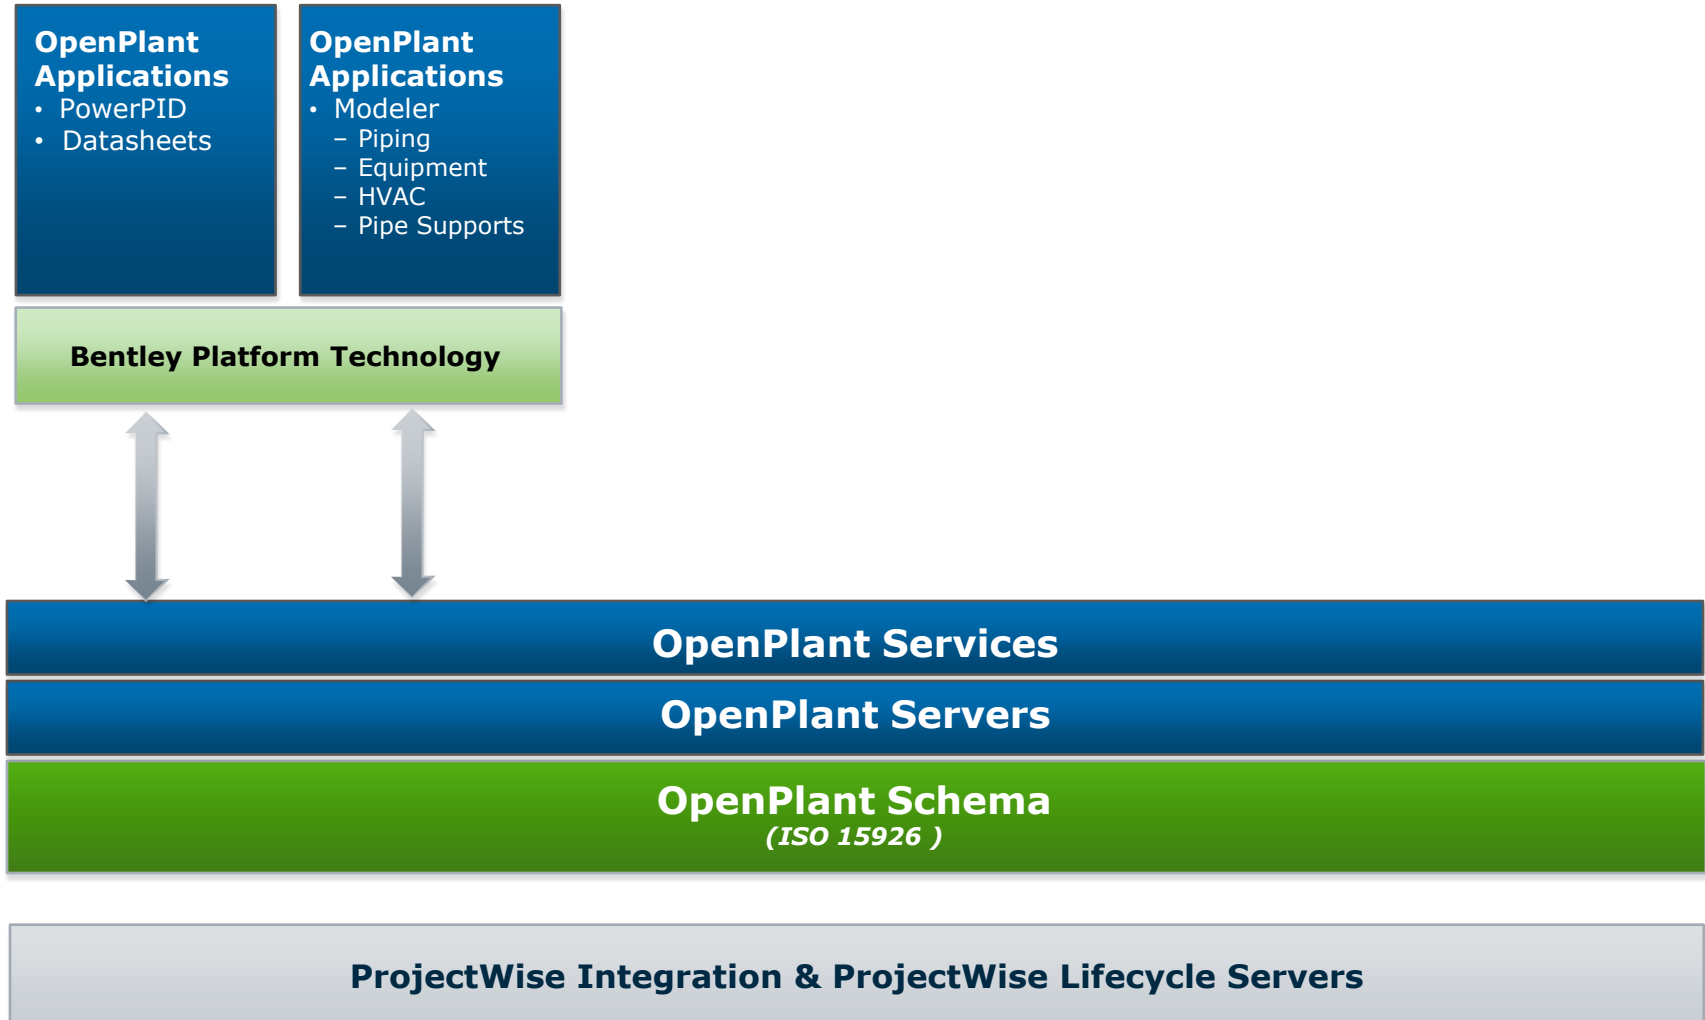 OpenPlant
Applications
• PowerPID
• Datasheets
OpenPlant
Applications
• Modeler
– Piping
– Equipment
– HVAC
– Pipe Supports
Bentley Platform Technology
OpenPlant Services
OpenPlant Servers
OpenPlant Schema
(ISO 15926 )
ProjectWise Integration & ProjectWise Lifecycle Servers